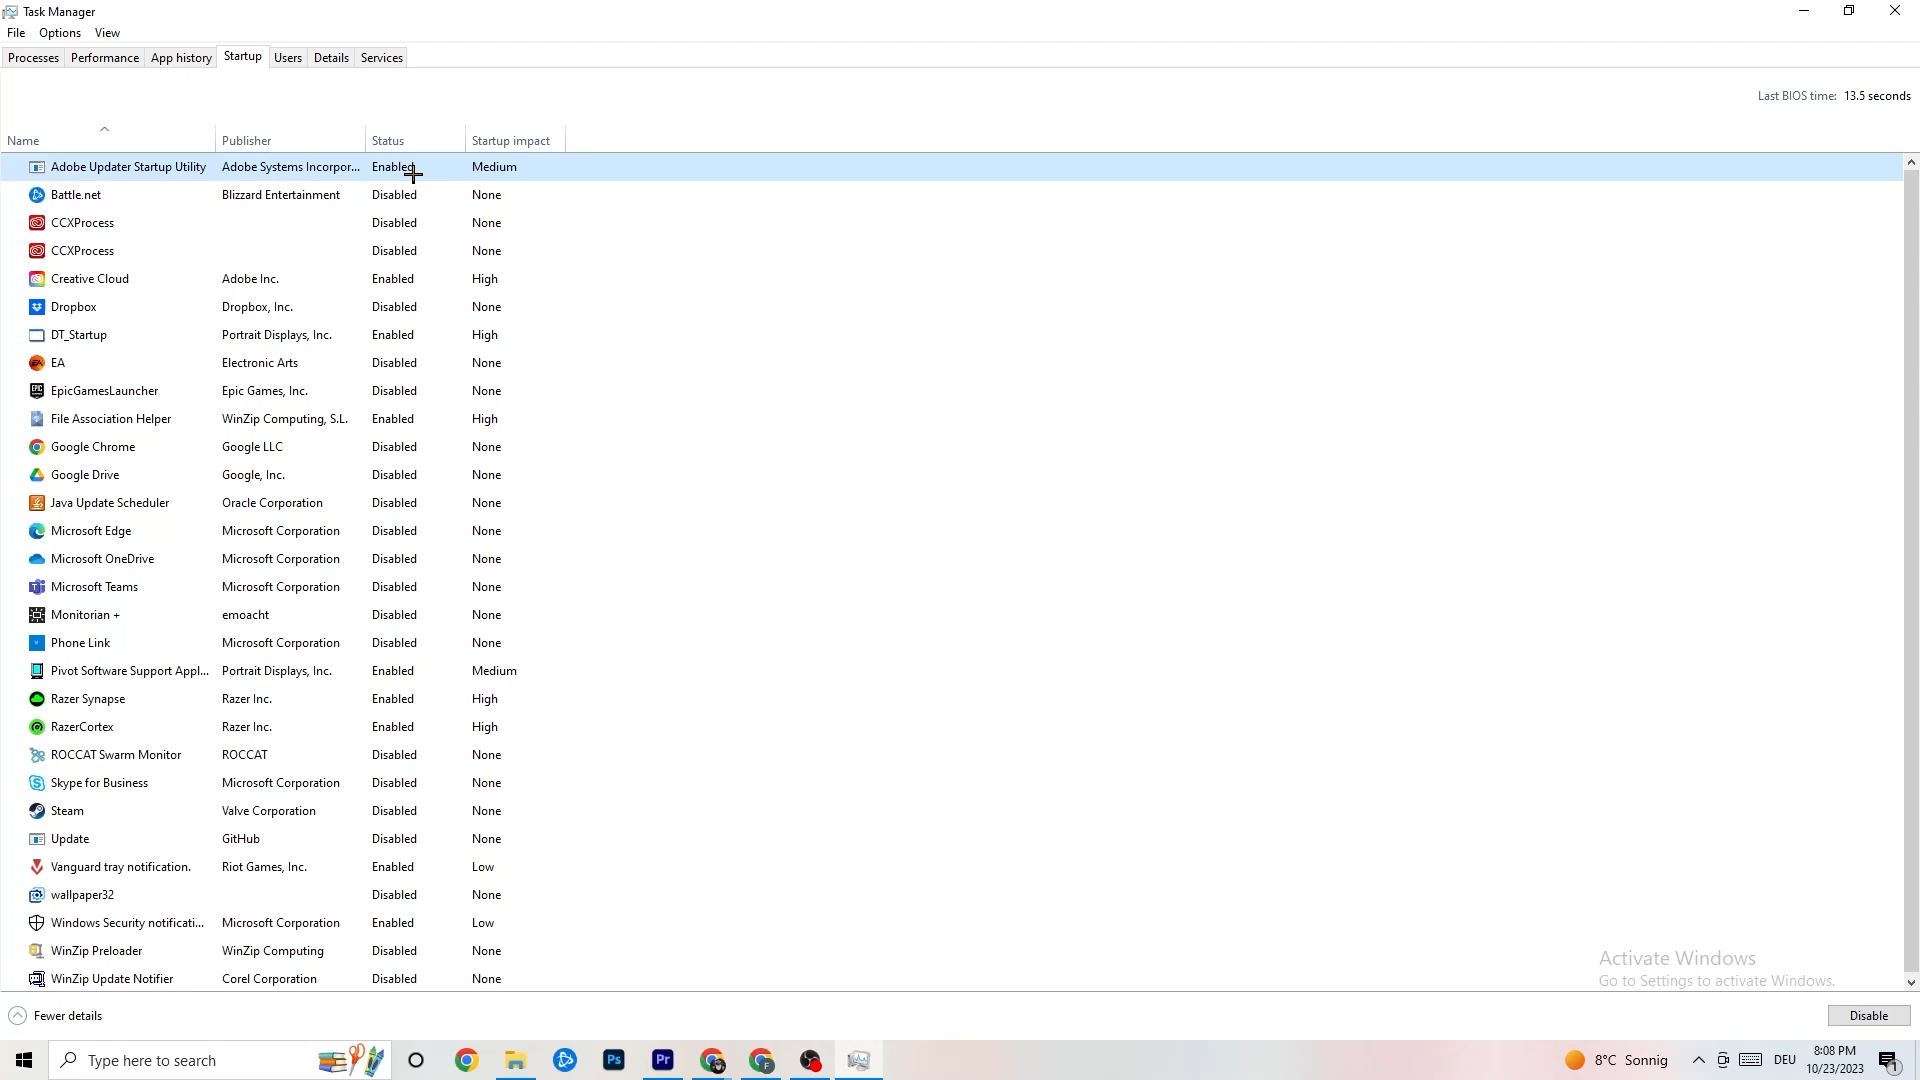 Task Manager
File Options View
Processes Performance App history Startup Users Details Services
Last BIOS time: 13.5 seconds
Name Publisher Status Startup impact
Adobe Updater Startup Utility Adobe Systems Incorpor... Enabled Medium
Battle.net Blizzard Entertainment Disabled None
CCXProcess Disabled None
CCXProcess Disabled None
Creative Cloud Adobe Inc. Enabled High
Dropbox Dropbox, Inc. Disabled None
DT_Startup Portrait Displays, Inc. Enabled High
EA Electronic Arts Disabled None
EpicGamesLauncher Epic Games, Inc. Disabled None
File Association Helper WinZip Computing, S.L. Enabled High
Google Chrome Google LLC Disabled None
Google Drive Google, Inc. Disabled None
Java Update Scheduler Oracle Corporation Disabled None
Microsoft Edge Microsoft Corporation Disabled None
Microsoft OneDrive Microsoft Corporation Disabled None
Microsoft Teams Microsoft Corporation Disabled None
Monitorian + emoacht Disabled None
Phone Link Microsoft Corporation Disabled None
Pivot Software Support Appl... Portrait Displays, Inc. Enabled Medium
Razer Synapse Razer Inc. Enabled High
RazerCortex Razer Inc. Enabled High
ROCCAT Swarm Monitor ROCCAT Disabled None
Skype for Business Microsoft Corporation Disabled None
Steam Valve Corporation Disabled None
Update GitHub Disabled None
Vanguard tray notification. Riot Games, Inc. Enabled Low
wallpaper32 Disabled None
Windows Security notificati... Microsoft Corporation Enabled Low
WinZip Preloader WinZip Computing Disabled None
WinZip Update Notifier Corel Corporation Disabled None
Activate Windows
Go to Settings to activate Windows.
Fewer details Disable
Type here to search Ps Pr F 8°C Sonnig DEU 8:08 PM
10/23/2023 1